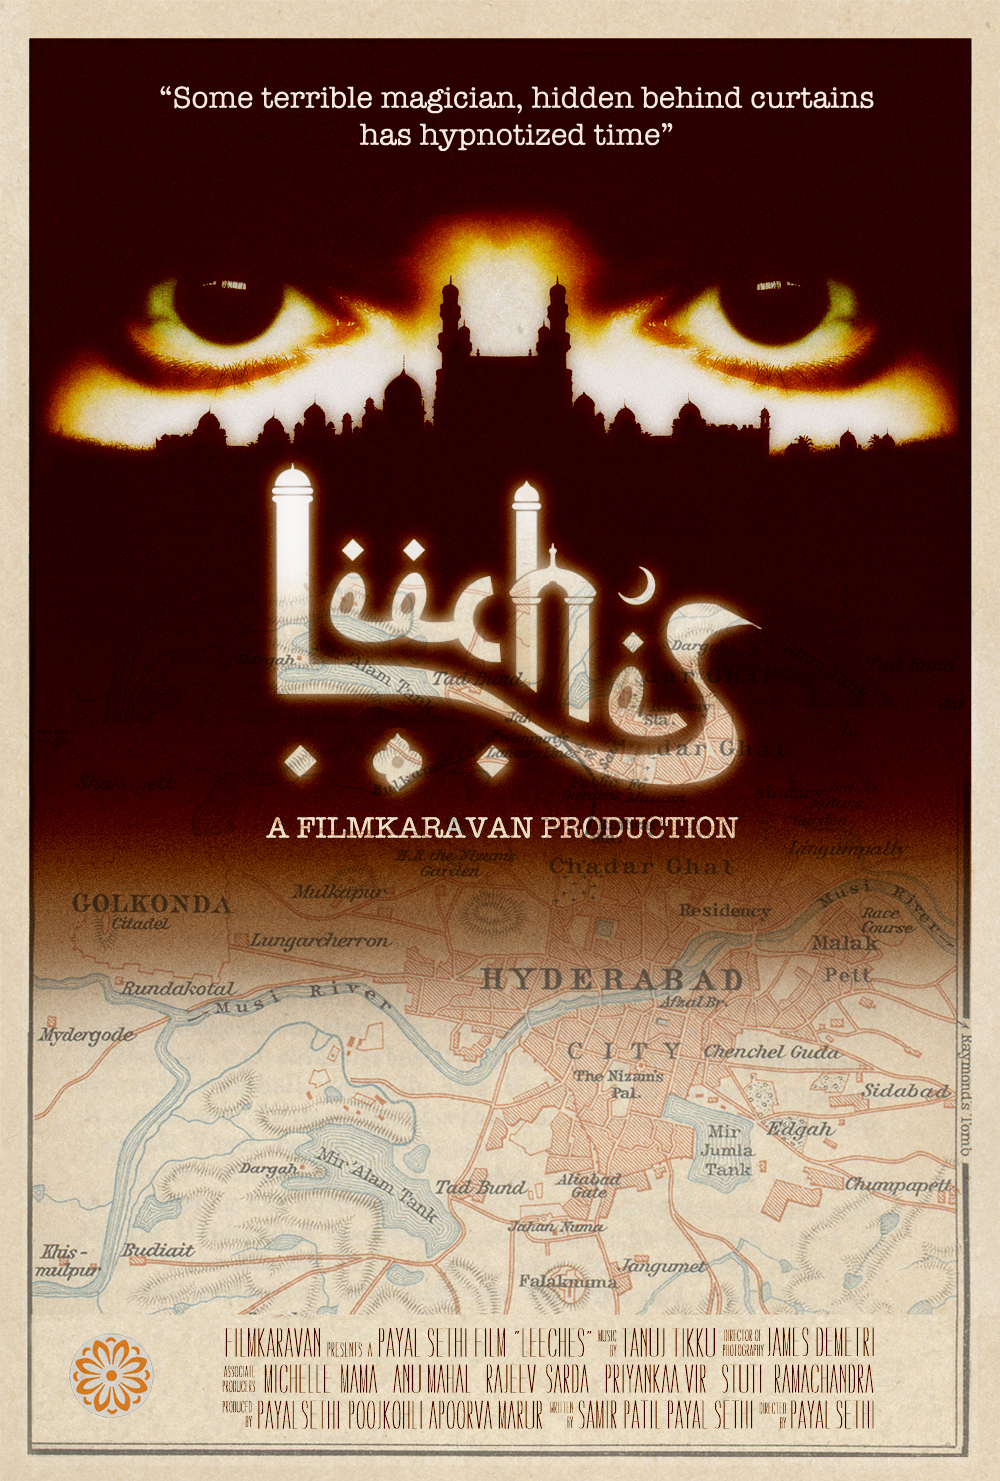 “Some terrible magician, hidden behind curtains
has hypnotized time”
Leeches
A FILMKARAVAN PRODUCTION
H.H. the Nizam's
Garden
Chadar Ghat
Mulkapur
GOLKONDA
Citadel
Lungarcherron
Residency
Langumpally
Musi River
Race
Course
Malak
Pett
HYDERABAD
Afzal Br.
Rundakotal
Musi River
Mydergode
CITY
Chenchel Guda
The Nizam's
Pal.
Sidabad
Raymond's Tomb
Mir
Jumla
Tank
Edgah
Dargah
Mir Alam Tank
Tad Bund
Aliabad
Gate
Chumpapett
Jahan Numa
Khis-
mulpur
Budiait
Jangumet
Falaknuma
FILMKARAVAN PRESENTS A PAYAL SETHI FILM "LEECHES" MUSIC BY TANUJ TIKKU DIRECTOR OF PHOTOGRAPHY JAMES DEMETRI
ASSOCIATE PRODUCERS MICHELLE MAMA ANU MAHAL RAJEEV SARDA PRIYANKAA VIR STUTI RAMACHANDRA
PRODUCED BY PAYAL SETHI POOJ KOHLI APOORVA MARUR WRITTEN BY SAMIR PATIL PAYAL SETHI DIRECTED BY PAYAL SETHI